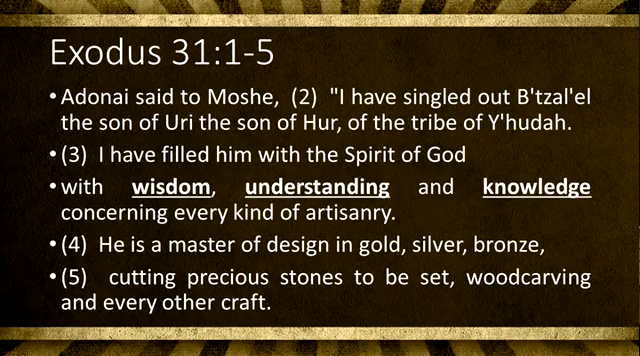 Exodus 31:1-5
• Adonai said to Moshe, (2) "I have singled out B'tzal'el
the son of Uri the son of Hur, of the tribe of Y'hudah.
• (3) I have filled him with the Spirit of God
• with wisdom, understanding and knowledge
concerning every kind of artisanry.
• (4) He is a master of design in gold, silver, bronze,
• (5) cutting precious stones to be set, woodcarving
and every other craft.